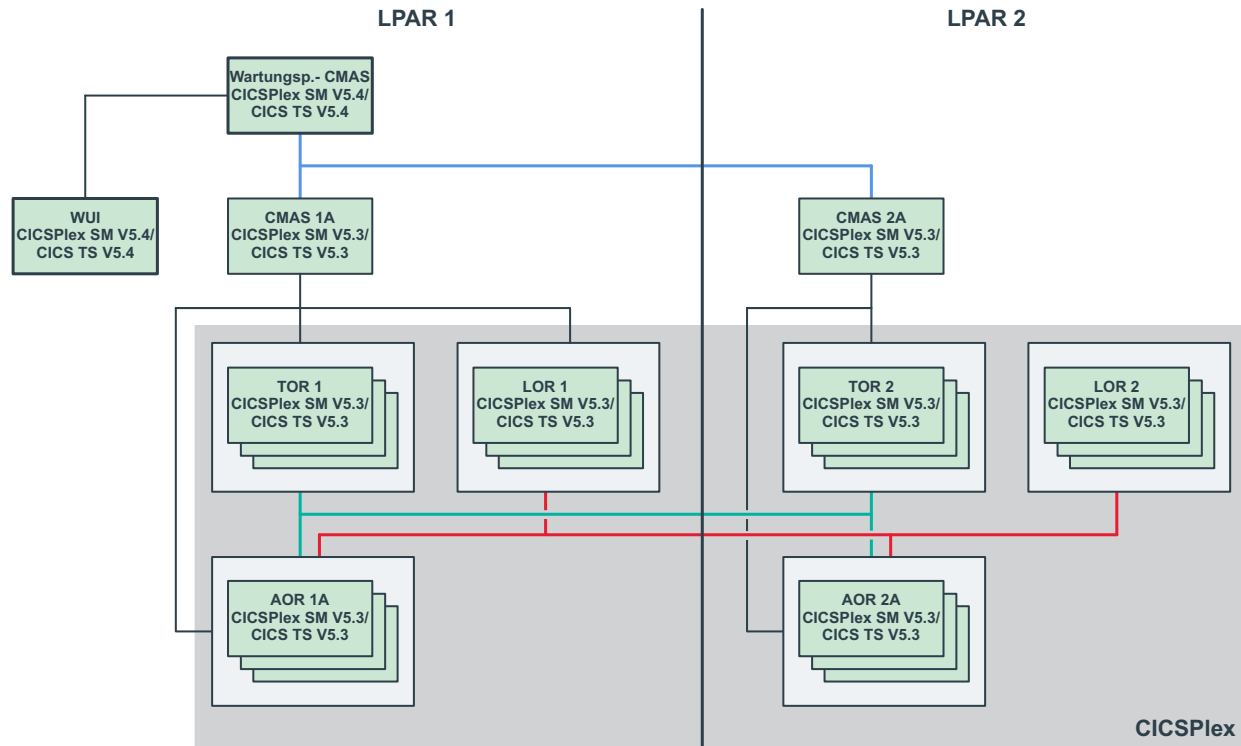 LPAR 1
LPAR 2
Wartungsp.- CMAS
CICSPlex SM V5.4/
CICS TS V5.4
WUI
CICSPlex SM V5.4/
CICS TS V5.4
CMAS 1A
CICSPlex SM V5.3/
CICS TS V5.3
CMAS 2A
CICSPlex SM V5.3/
CICS TS V5.3
TOR 1
CICSPlex SM V5.3/
CICS TS V5.3
LOR 1
CICSPlex SM V5.3/
CICS TS V5.3
TOR 2
CICSPlex SM V5.3/
CICS TS V5.3
LOR 2
CICSPlex SM V5.3/
CICS TS V5.3
AOR 1A
CICSPlex SM V5.3/
CICS TS V5.3
AOR 2A
CICSPlex SM V5.3/
CICS TS V5.3
CICSPlex